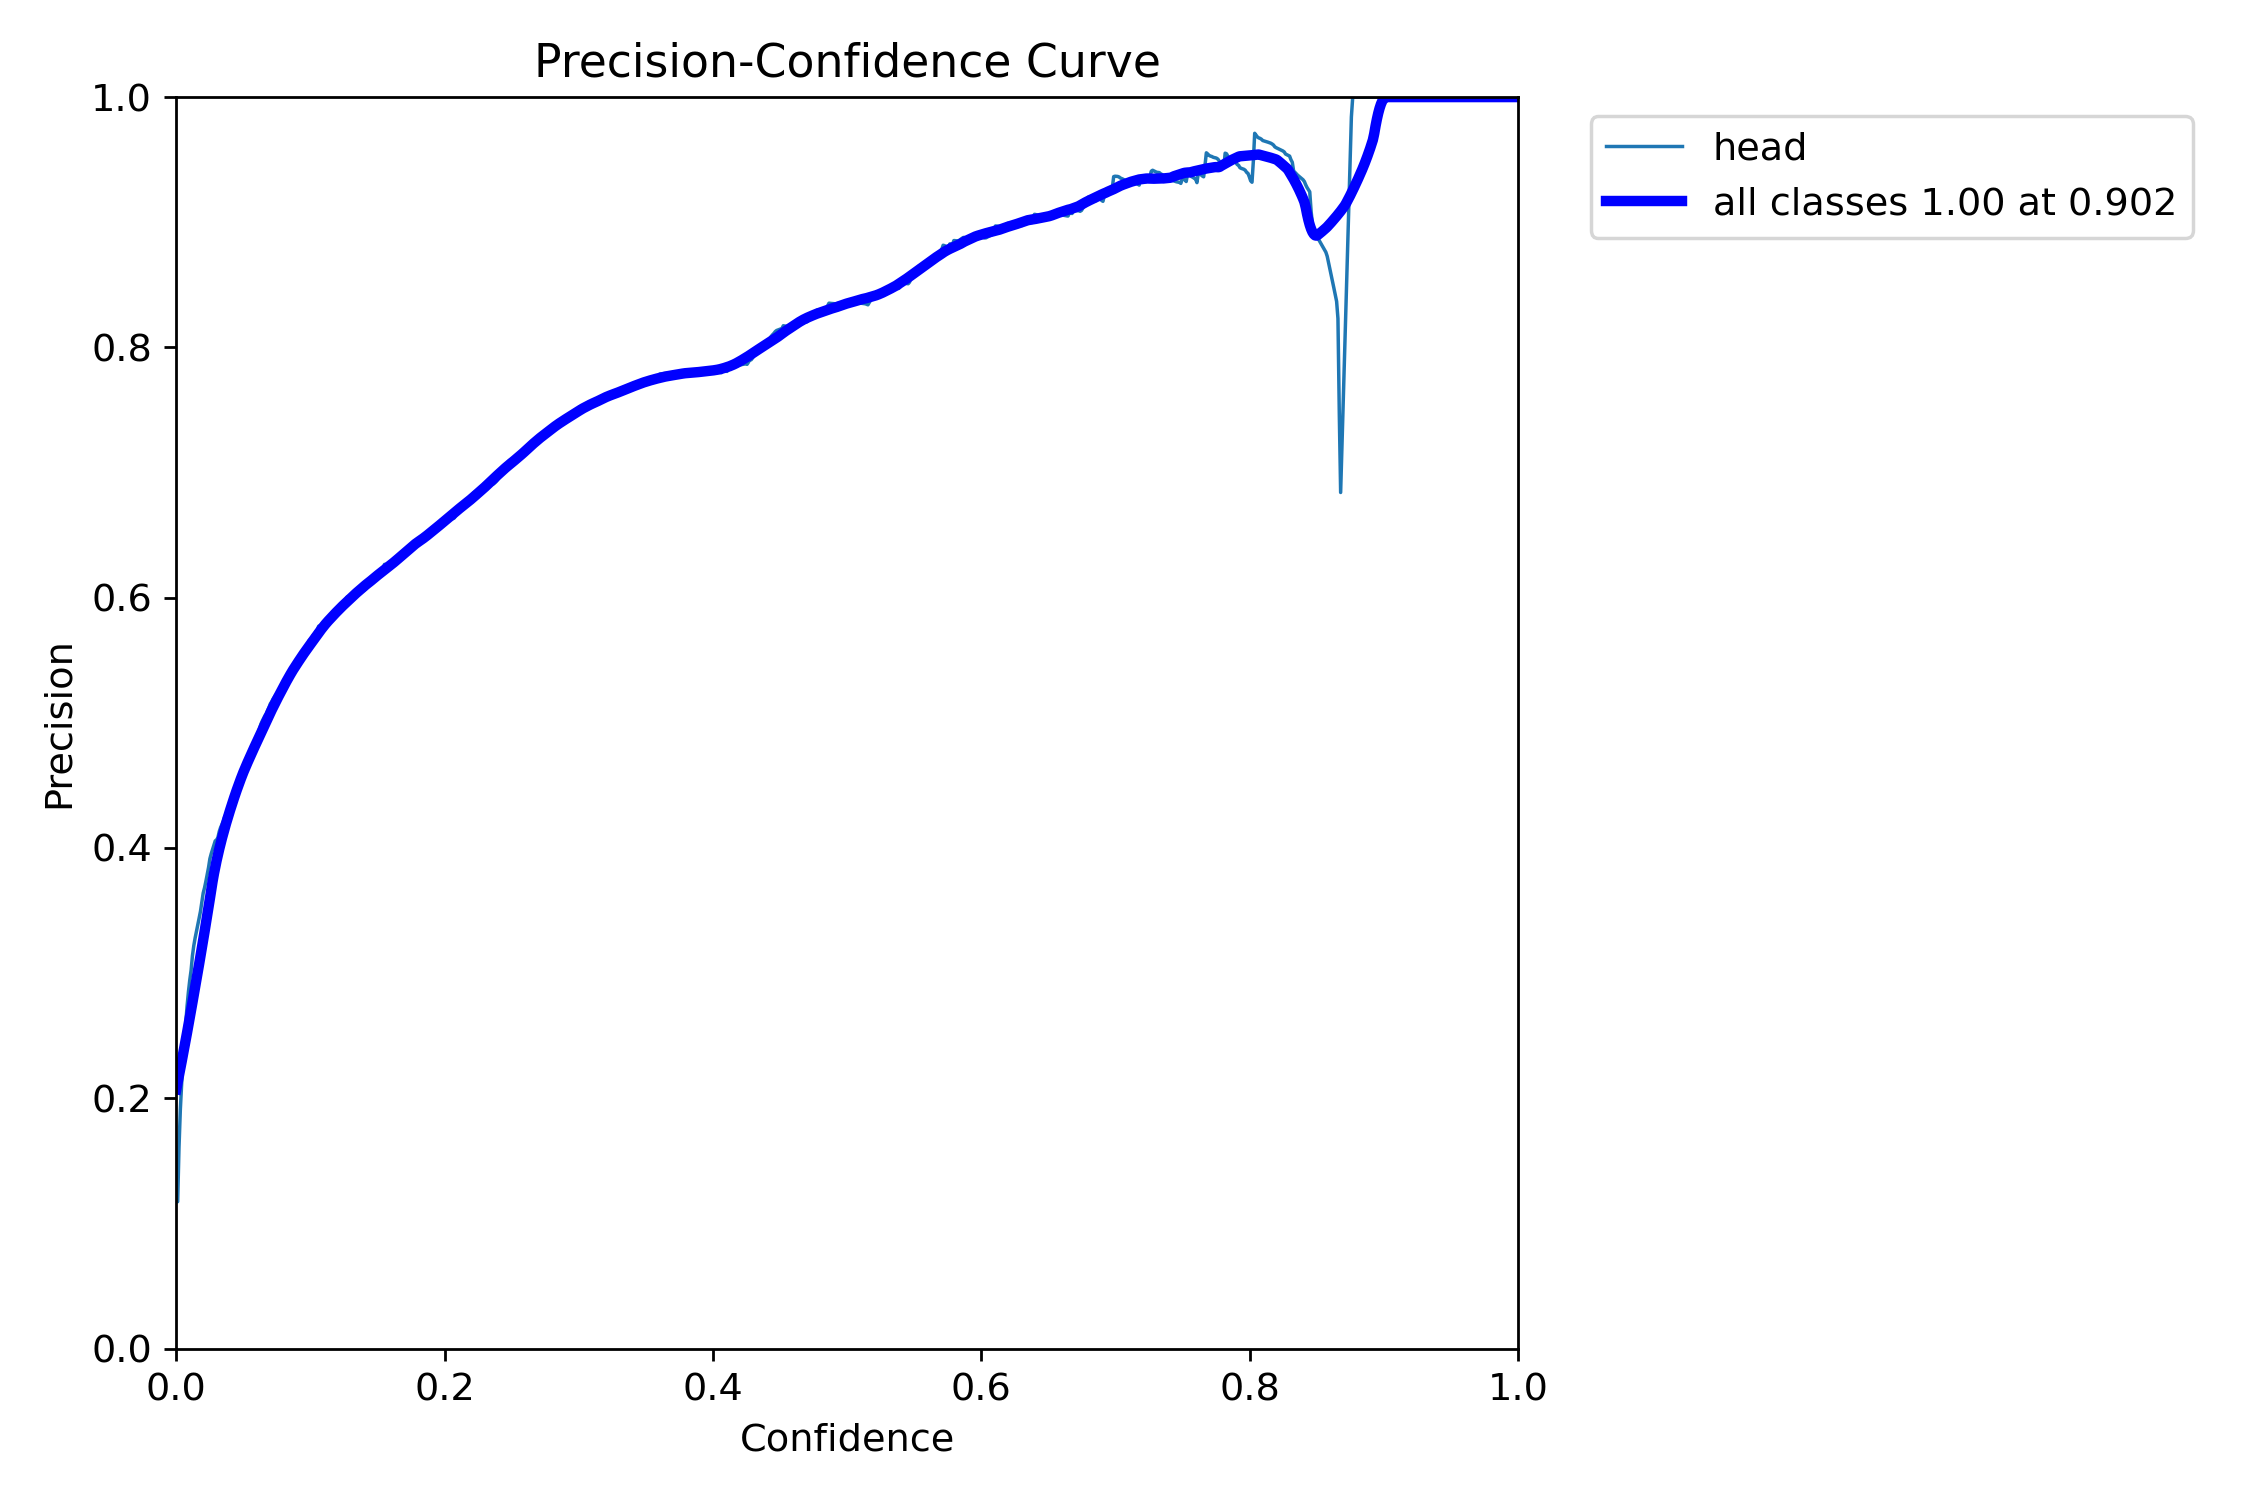 Precision-Confidence Curve
1.0
0.8
0.6
0.4
0.2
0.0
Precision
0.0 0.2 0.4 0.6 0.8 1.0
Confidence
head
all classes 1.00 at 0.902